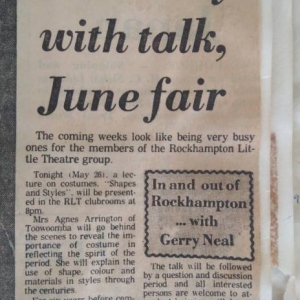 with talk,
June fair
The coming weeks look like being very busy
ones for the members of the Rockhampton Lit-
tle Theatre group.
Tonight (May 26), a lec-
ture on costumes, "Shapes
and Styles", will be presented
in the RLT clubrooms at
8pm.
Mrs Agnes Arrington of
Toowoomba will go behind
the scenes to reveal the im-
portance of costume in
reflecting the spirit of the
period. She will explain the
use of shape, colour and
materials in styles through
the centuries.
In and out of
Rockhampton
... with
Gerry Neal
The talk will be followed
by a question and discussion
period and all interested
persons are welcome to at-